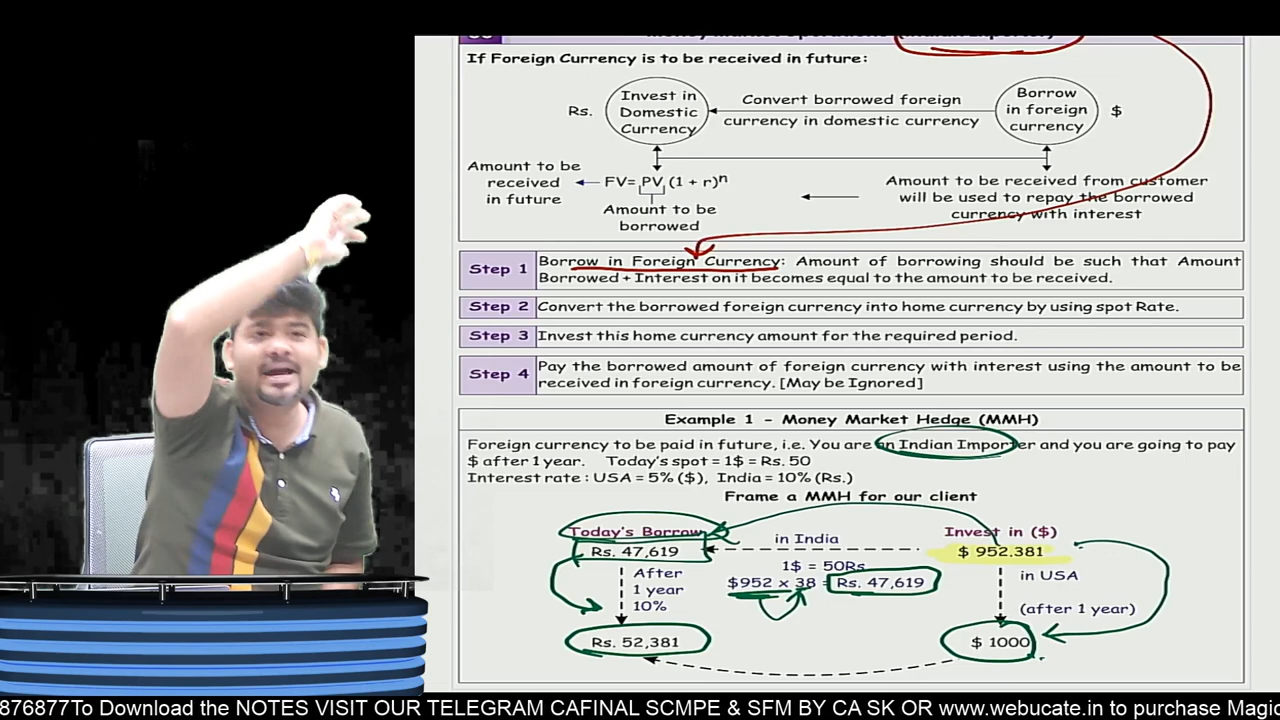 If Foreign Currency is to be received in future:
Rs.
Invest in
Domestic
Currency
Convert borrowed foreign
currency in domestic currency
Borrow
in foreign
currency
$
Amount to be
received
in future
FV= PV (1 + r)n
Amount to be
borrowed
Amount to be received from customer
will be used to repay the borrowed
currency with interest
Step 1
Borrow in Foreign Currency: Amount of borrowing should be such that Amount
Borrowed + Interest on it becomes equal to the amount to be received.
Step 2
Convert the borrowed foreign currency into home currency by using spot Rate.
Step 3
Invest this home currency amount for the required period.
Step 4
Pay the borrowed amount of foreign currency with interest using the amount to be
received in foreign currency. [May be Ignored]
Example 1 - Money Market Hedge (MMH)
Foreign currency to be paid in future, i.e. You are an Indian Importer and you are going to pay
$ after 1 year. Today's spot = 1$ = Rs. 50
Interest rate : USA = 5% ($), India = 10% (Rs.)
Frame a MMH for our client
Today's Borrow
Rs. 47,619
in India
1$ = 50Rs
$952 x 38 = Rs. 47,619
Invest in ($)
$ 952.381
After
1 year
10%
in USA
(after 1 year)
Rs. 52,381
$ 1000
876877To Download the NOTES VISIT OUR TELEGRAM CAFINAL SCMPE & SFM BY CA SK OR www.webucate.in to purchase Magic